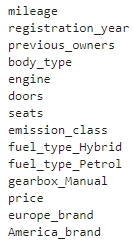 mileage
registration_year
previous_owners
body_type
engine
doors
seats
emission_class
fuel_type_Hybrid
fuel_type_Petrol
gearbox_Manual
price
europe_brand
America_brand